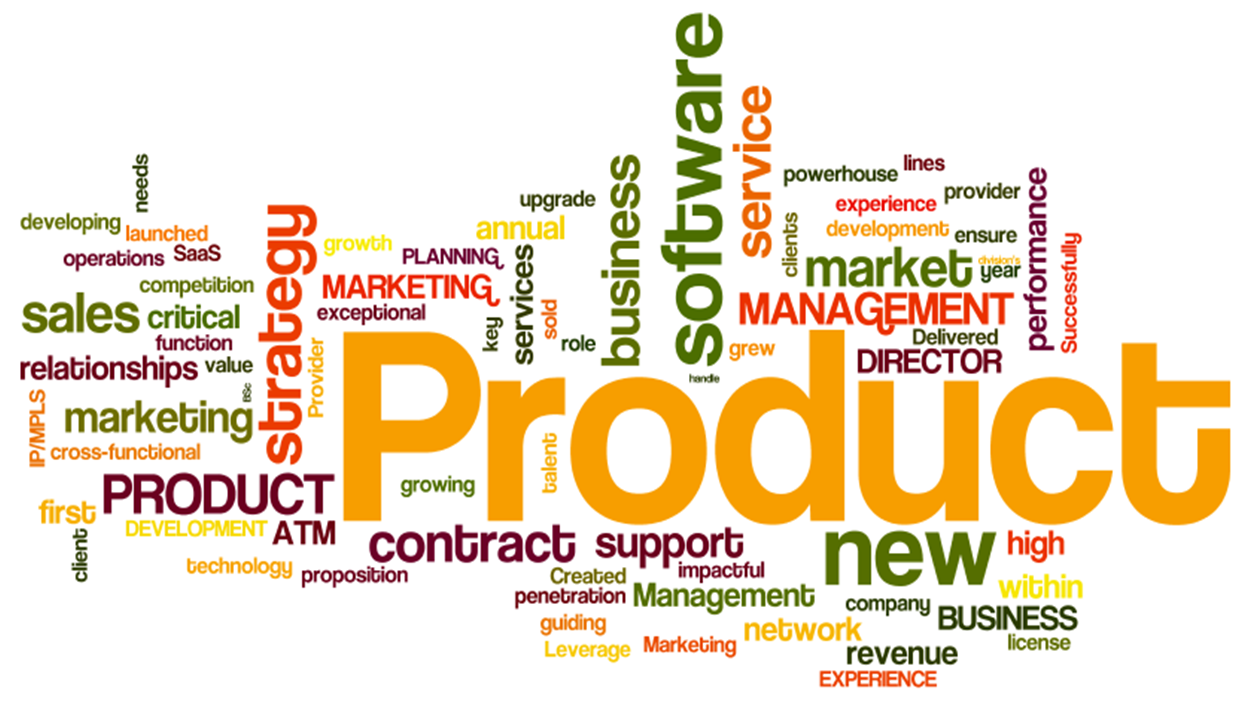 software
service
needs
business
powerhouse
lines
provider
performance
upgrade
experience
developing
launched
strategy
growth
annual
clients
development
ensure
operations
SaaS
PLANNING
services
market
division's
year
Successfully
competition
MARKETING
key
sold
MANAGEMENT
sales
critical
exceptional
role
grew
Delivered
function
relationships
value
Provider
handle
DIRECTOR
Product
IP/MPLS
marketing
BSc
cross-functional
talent
PRODUCT
growing
first
DEVELOPMENT
ATM
contract
support
new
high
client
technology
proposition
Created
impactful
within
penetration
Management
company
BUSINESS
guiding
network
license
Leverage
Marketing
revenue
EXPERIENCE